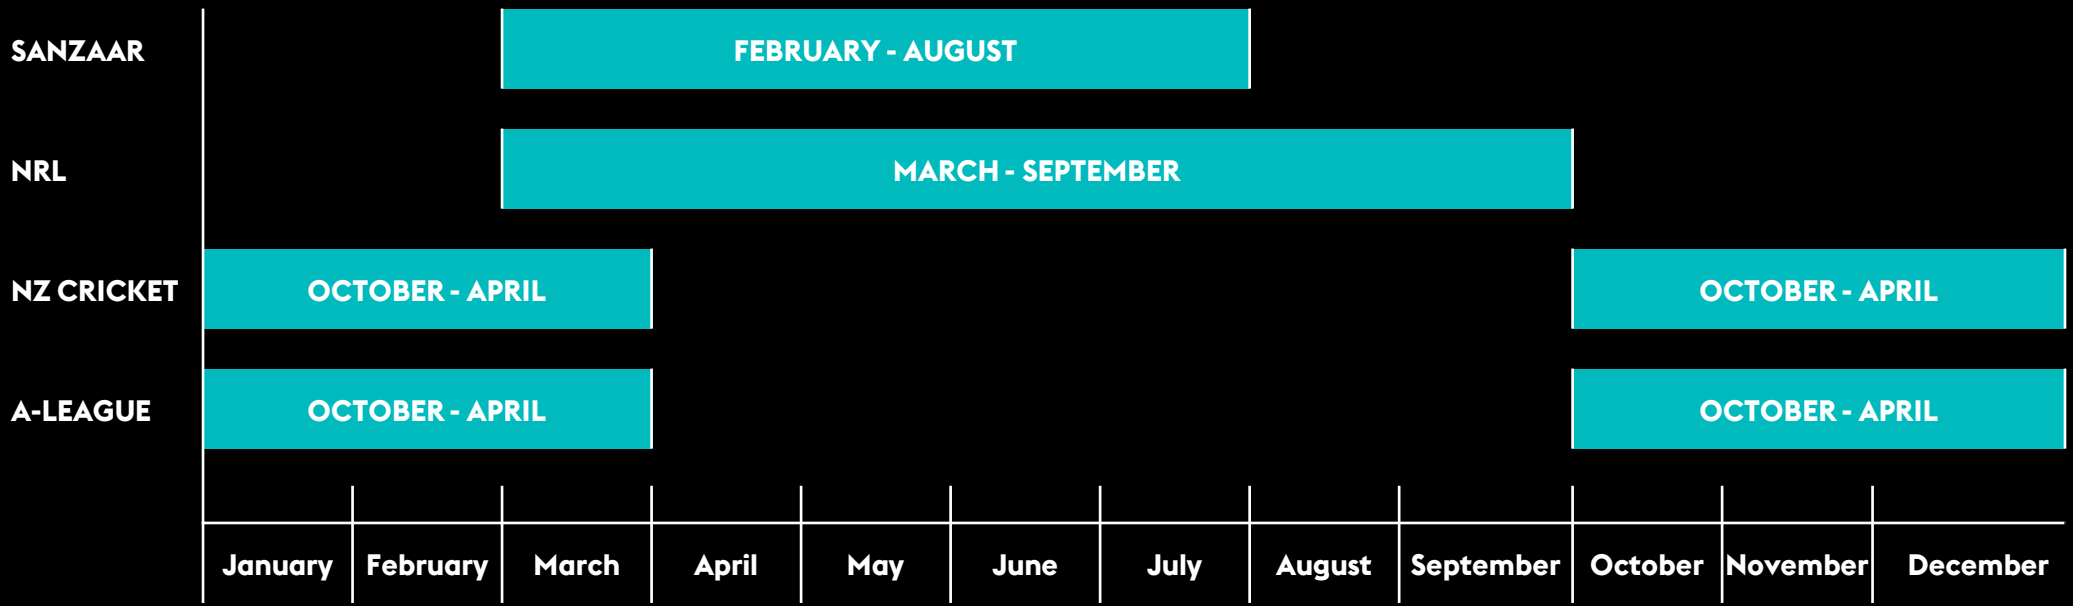 SANZAAR
FEBRUARY - AUGUST
NRL
MARCH - SEPTEMBER
NZ CRICKET
OCTOBER - APRIL
OCTOBER - APRIL
A-LEAGUE
OCTOBER - APRIL
OCTOBER - APRIL
January February March April May June July August September October November December